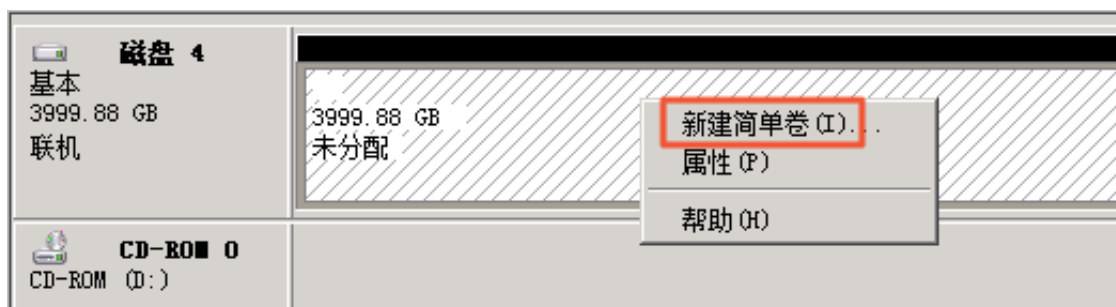 磁盘 4
基本
3999.88 GB
联机
3999.88 GB
未分配
新建简单卷(I)...
属性(P)
帮助(H)
CD-ROM 0
CD-ROM (D:)